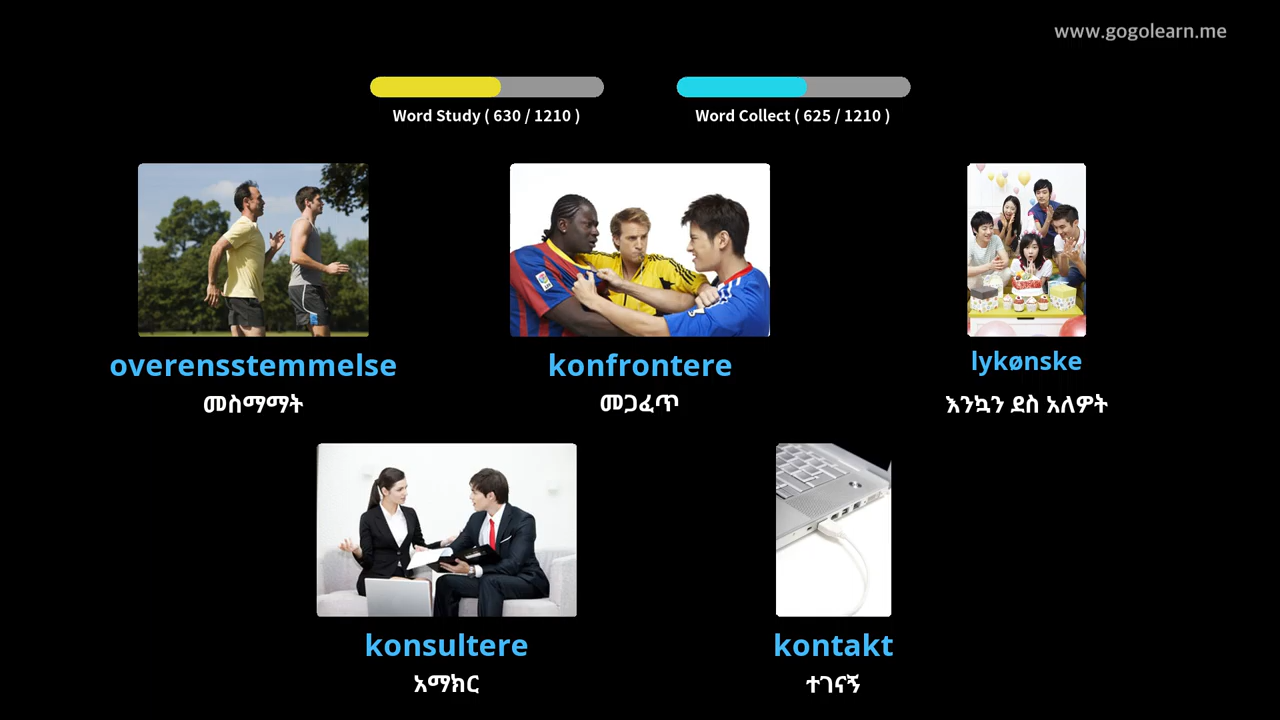 www.gogolearn.me
Word Study ( 630 / 1210 )
Word Collect ( 625 / 1210 )
overensstemmelse
መስማማት
konfrontere
መጋፈጥ
lykønske
እንኳን ደስ አለዎት
konsultere
አማክር
kontakt
ተገናኝ